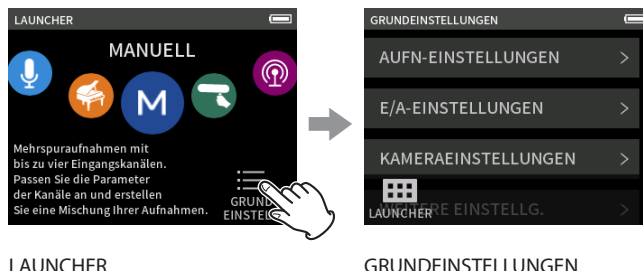 LAUNCHER
MANUELL
M
Mehrspuraufnahmen mit
bis zu vier Eingangskanälen.
Passen Sie die Parameter
der Kanäle an und erstellen
Sie eine Mischung Ihrer Aufnahmen.
GRUNDEINSTELLUNGEN
AUFN-EINSTELLUNGEN >
E/A-EINSTELLUNGEN >
KAMERAEINSTELLUNGEN >
LAUNCHER
EINSTELLG. >
LAUNCHER
GRUNDEINSTELLUNGEN